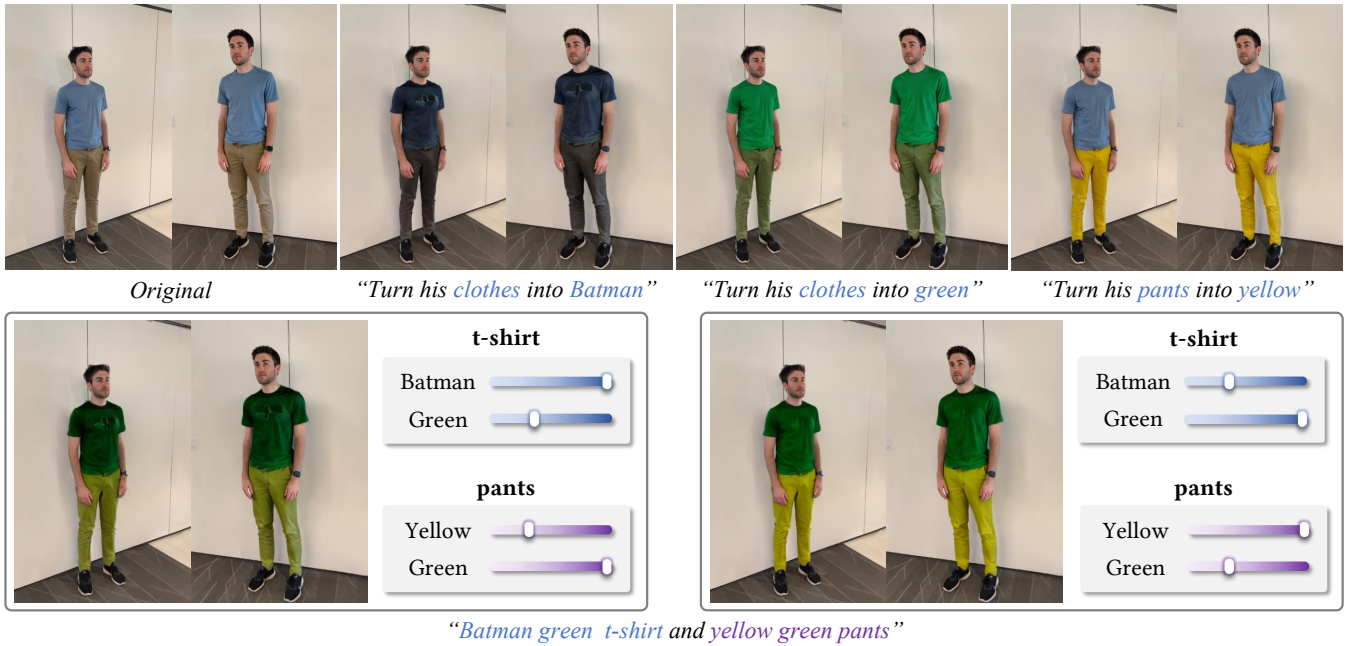 Original
“Turn his clothes into Batman”
“Turn his clothes into green”
“Turn his pants into yellow”
t-shirt
Batman
Green
pants
Yellow
Green
t-shirt
Batman
Green
pants
Yellow
Green
“Batman green t-shirt and yellow green pants”